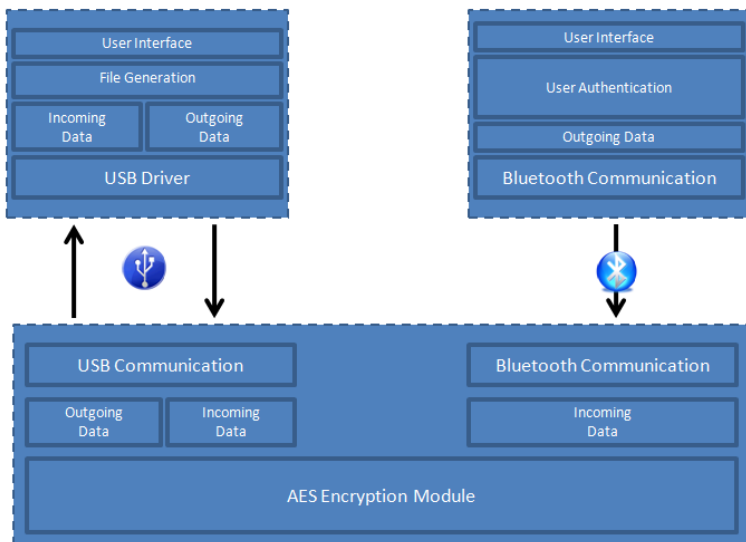 User Interface
File Generation
Incoming
Data
Outgoing
Data
USB Driver
User Interface
User Authentication
Outgoing Data
Bluetooth Communication
USB Communication
Outgoing
Data
Incoming
Data
Bluetooth Communication
Incoming
Data
AES Encryption Module